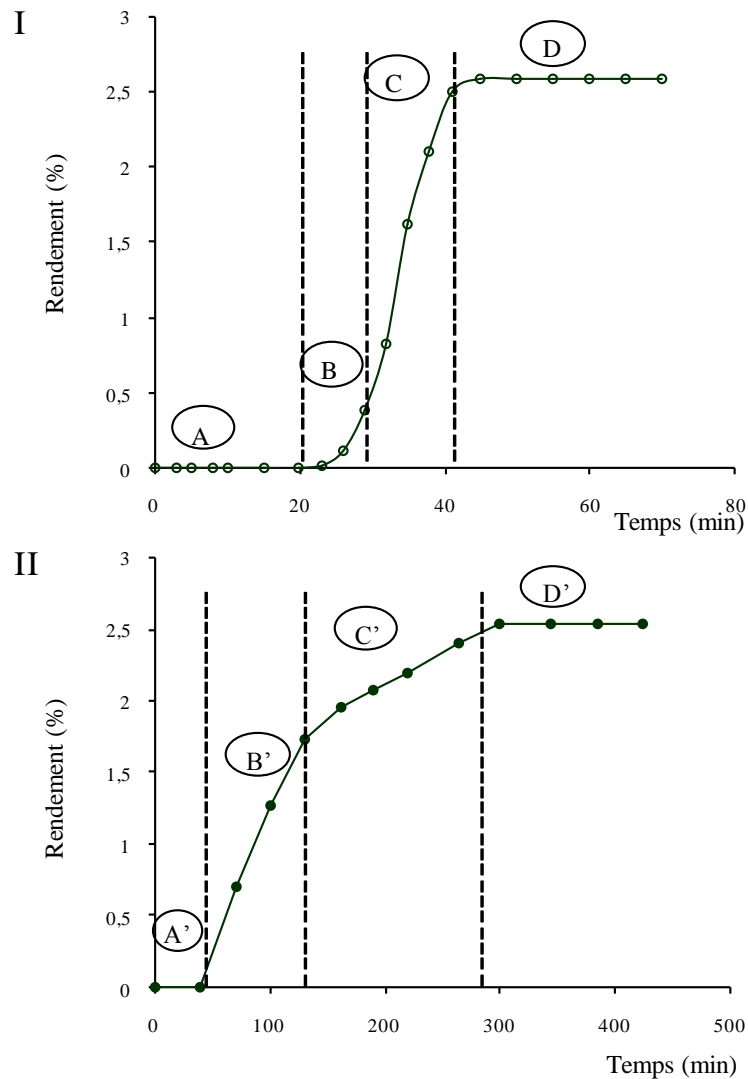 I
3
2,5
2
1,5
1
0,5
0
Rendement (%)
A
B
C
D
0 20 40 60 80
Temps (min)
II
3
2,5
2
1,5
1
0,5
0
Rendement (%)
A’
B’
C’
D’
0 100 200 300 400 500
Temps (min)